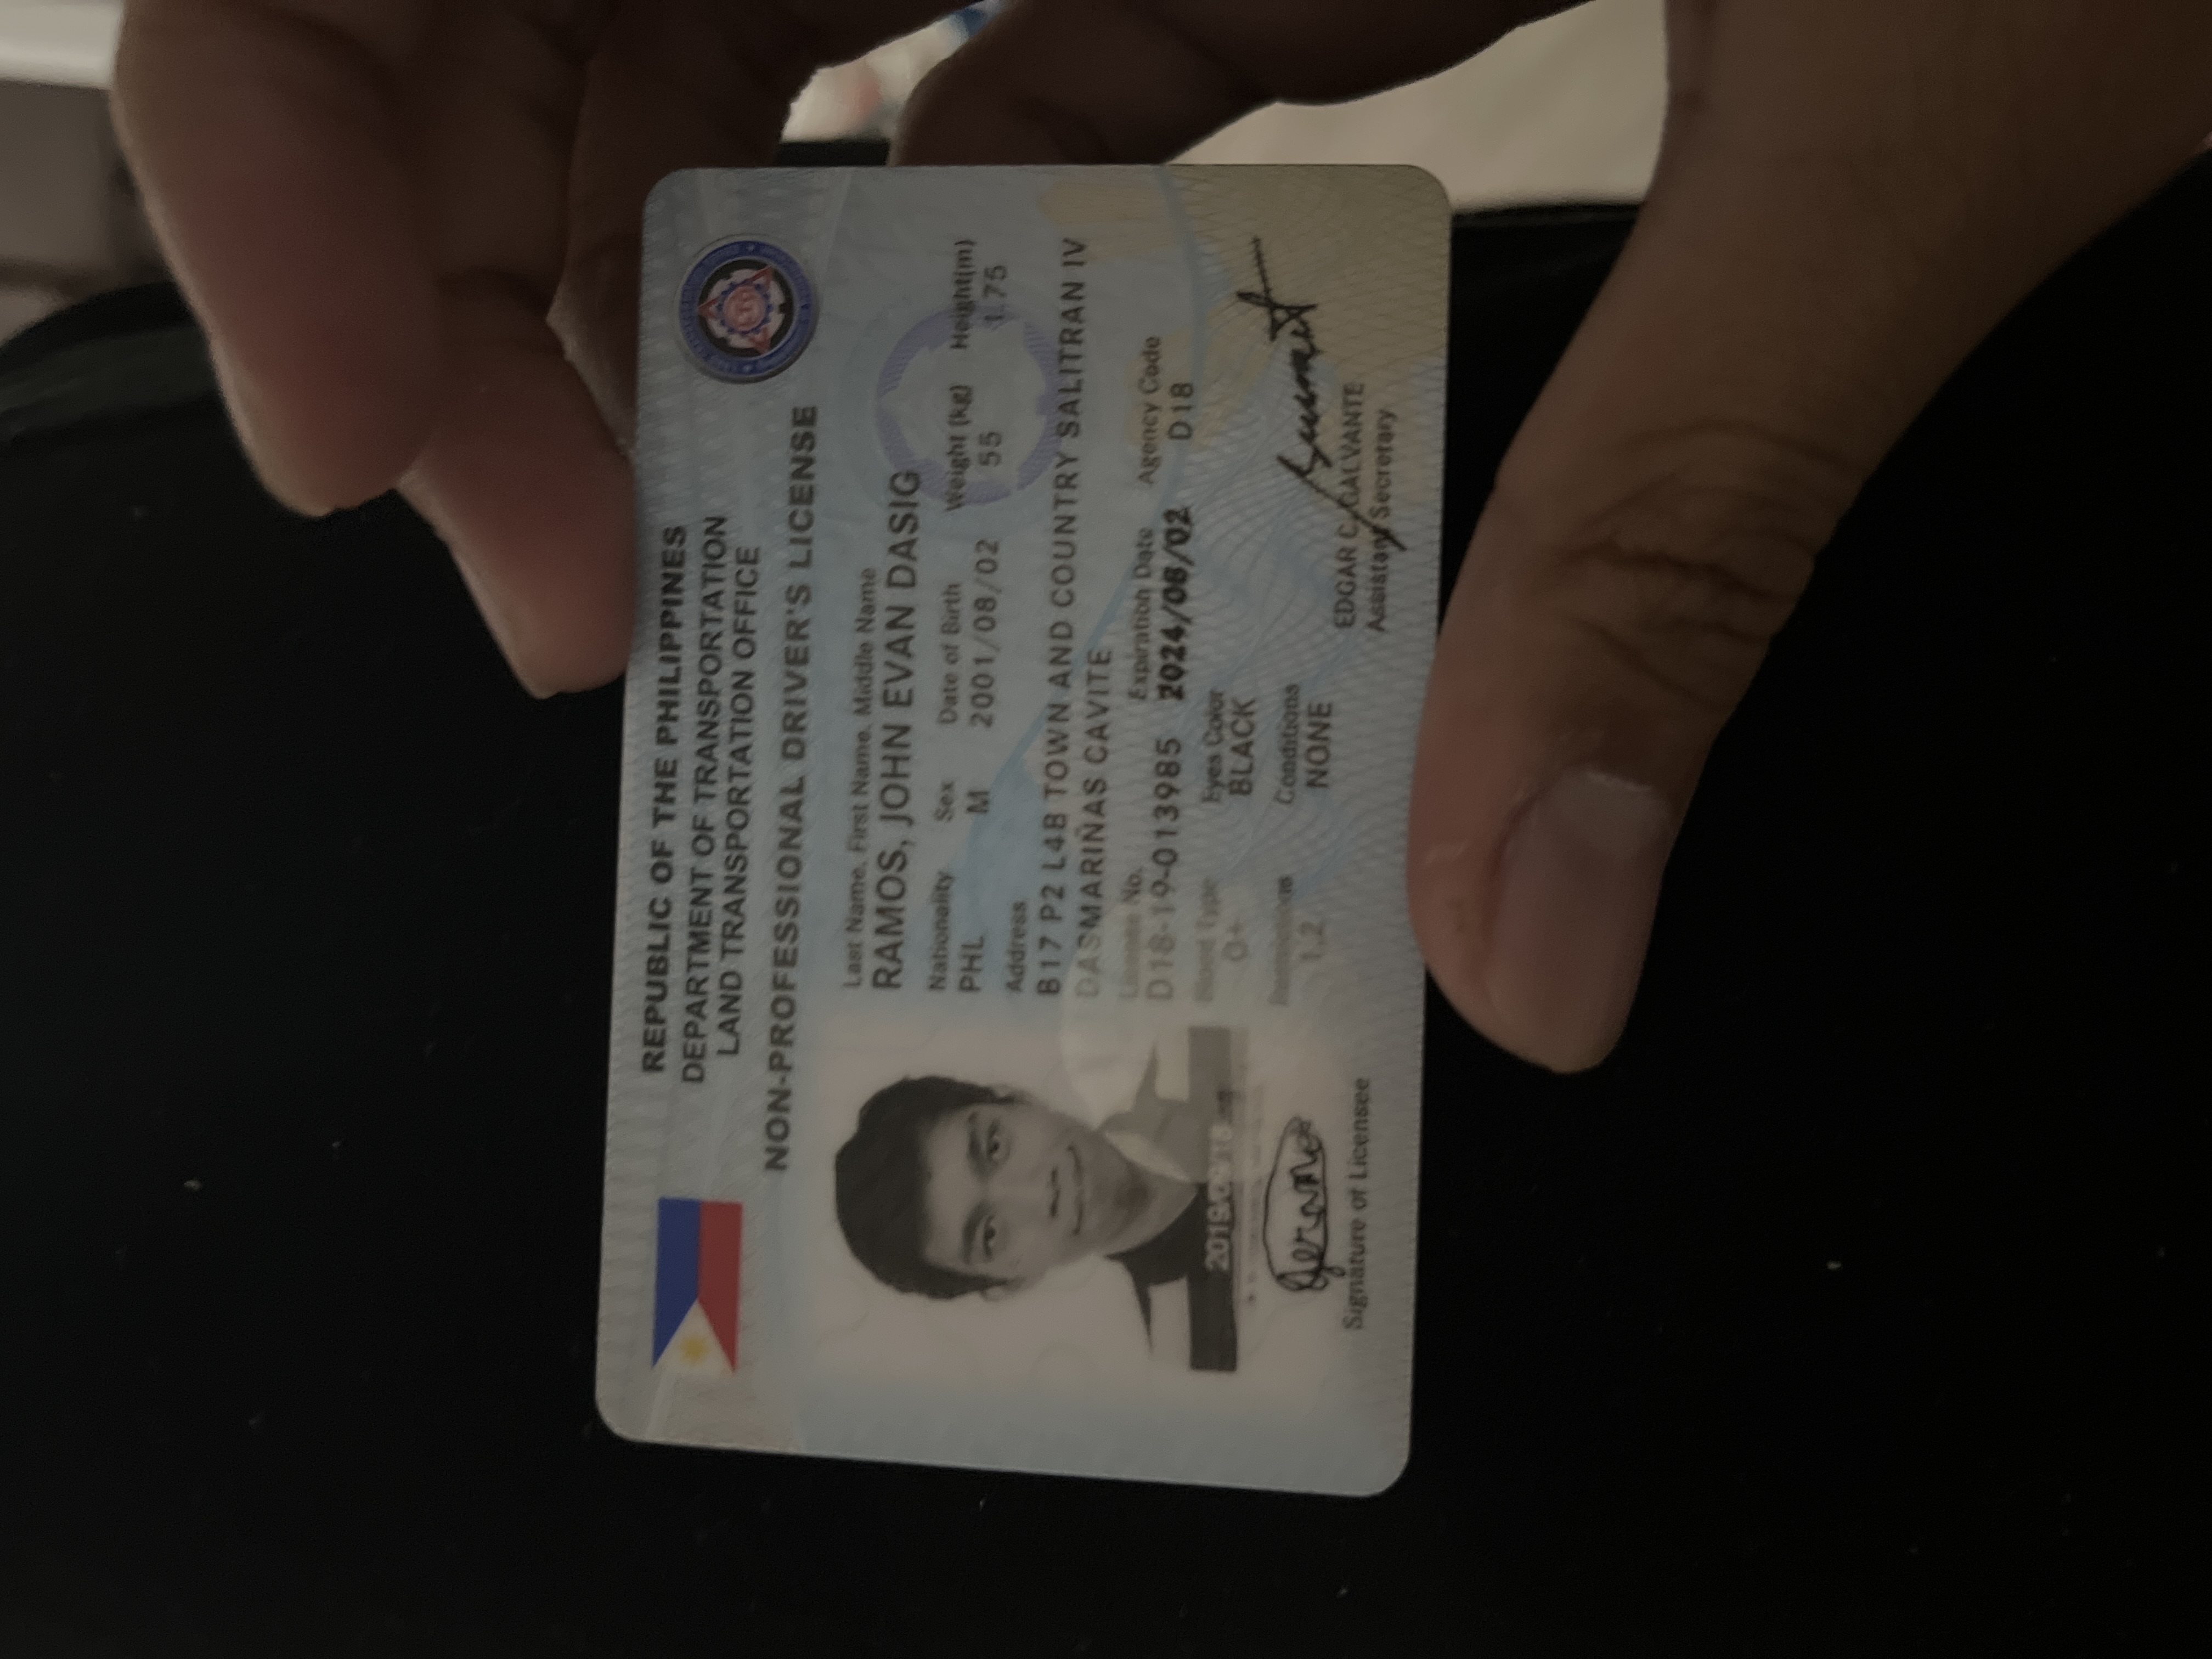 REPUBLIC OF THE PHILIPPINES
DEPARTMENT OF TRANSPORTATION
LAND TRANSPORTATION OFFICE
NON-PROFESSIONAL DRIVER'S LICENSE
Last Name, First Name, Middle Name
RAMOS, JOHN EVAN DASIG
Nationality Sex Date of Birth Weight (kg) Height(m)
PHL M 2001/08/02 55 1.75
Address
B17 P2 L4B TOWN AND COUNTRY SALITRAN IV
DASMARIÑAS CAVITE
License No. Expiration Date Agency Code
D18-19-013985 2024/08/02 D18
Blood Type Eyes Color
O+ BLACK
Restrictions Conditions
1,2 NONE
Signature of Licensee
EDGAR C. GALVANTE
Assistant Secretary